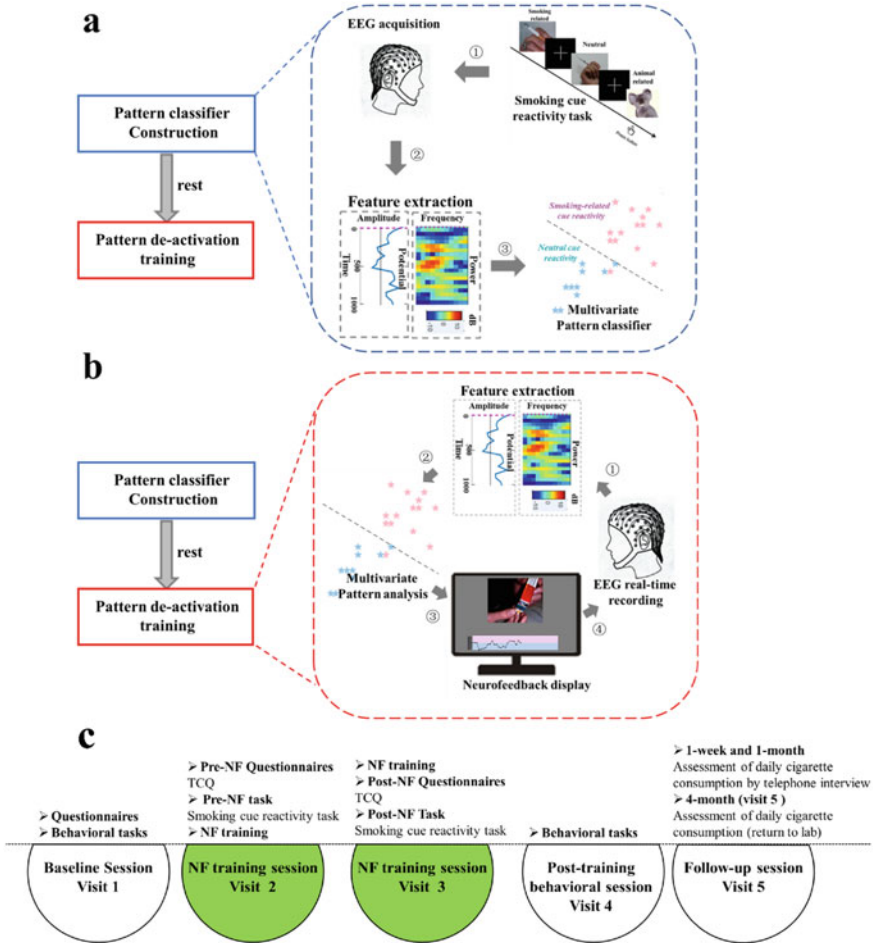 a
EEG acquisition
Smoking
related
①
Neutral
Animal
related
Smoking cue
reactivity task
Pattern classifier
Construction
rest
Pattern de-activation
training
②
Feature extraction
Amplitude
Frequency
0
500
1000
Time
Potential
Power
-10 0 10
dB
③
Smoking-related
cue reactivity
Neutral cue
reactivity
Multivariate
Pattern classifier
b
Feature extraction
Amplitude
Frequency
0
500
1000
Time
Potential
Power
dB
①
②
Pattern classifier
Construction
rest
Pattern de-activation
training
Multivariate
Pattern analysis
③
④
EEG real-time
recording
Neurofeedback display
c
➢ Questionnaires
➢ Behavioral tasks
Baseline Session
Visit 1
➢ Pre-NF Questionnaires
TCQ
➢ Pre-NF task
Smoking cue reactivity task
➢ NF training
NF training session
Visit 2
➢ NF training
➢ Post-NF Questionnaires
TCQ
➢ Post-NF Task
Smoking cue reactivity task
NF training session
Visit 3
➢ Behavioral tasks
Post-training
behavioral session
Visit 4
➢ 1-week and 1-month
Assessment of daily cigarette
consumption by telephone interview
➢ 4-month (visit 5 )
Assessment of daily cigarette
consumption (return to lab)
Follow-up session
Visit 5